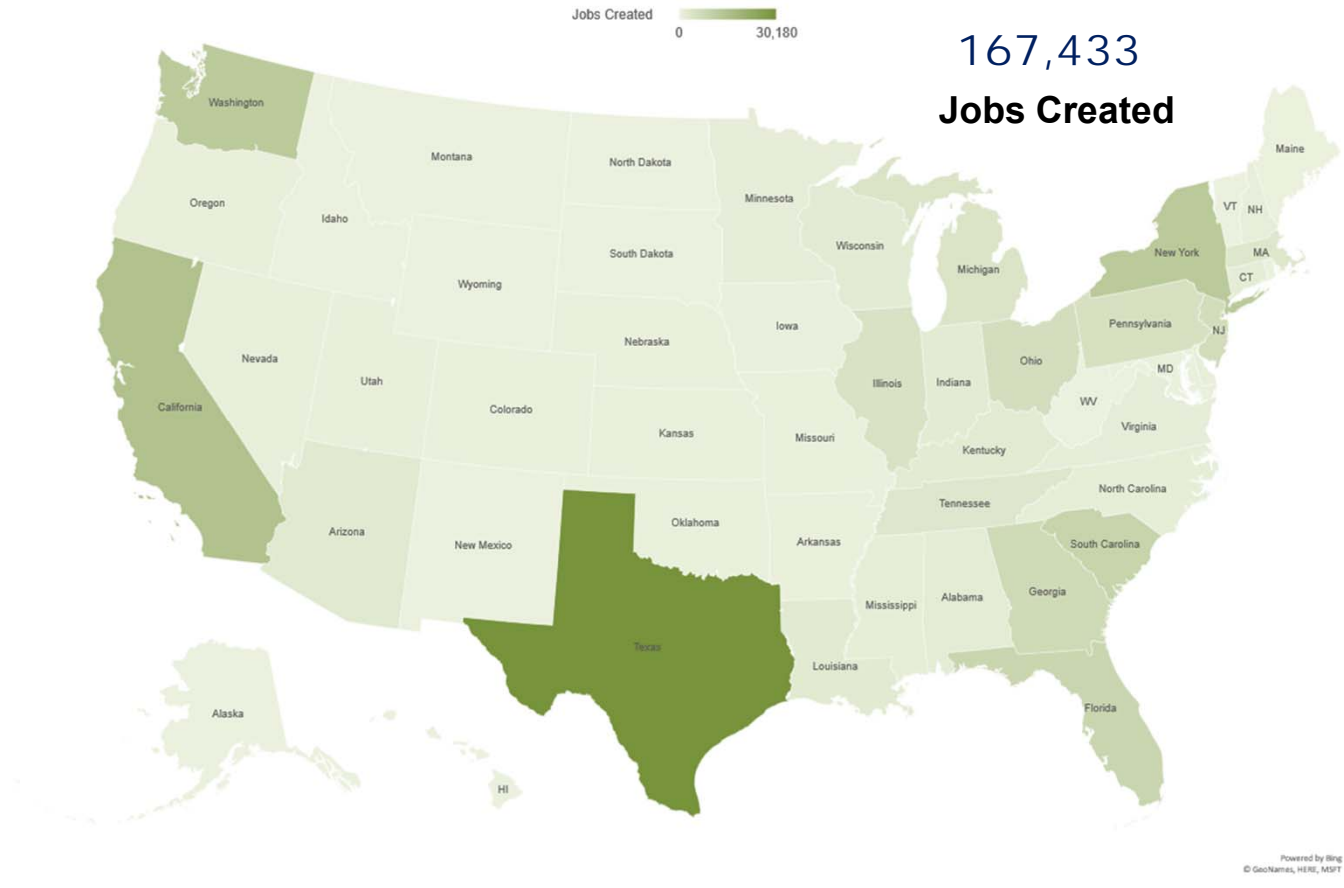 Jobs Created
0 30,180
167,433
Jobs Created
Washington
Montana
North Dakota
Minnesota
Maine
Oregon
Idaho
VT
NH
Wisconsin
South Dakota
New York
MA
Michigan
CT
Wyoming
Pennsylvania
NJ
Iowa
Nebraska
Nevada
Ohio
MD
Utah
Illinois
Indiana
California
Colorado
WV
Kansas
Missouri
Virginia
Kentucky
North Carolina
Tennessee
Arizona
New Mexico
Oklahoma
Arkansas
South Carolina
Mississippi
Alabama
Georgia
Texas
Louisiana
Alaska
Florida
HI
Powered by Bing
© GeoNames, HERE, MSFT